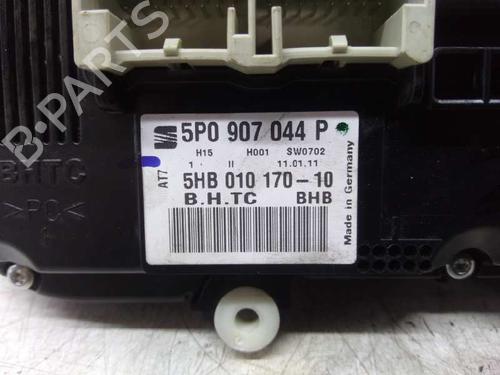 B-PARTS
5P0 907 044 P
H15 H001 SW0702
1 II 11.01.11
AT7
5HB 010 170-10
B.H.TC BHB
Made in Germany
BHTC
>PC<